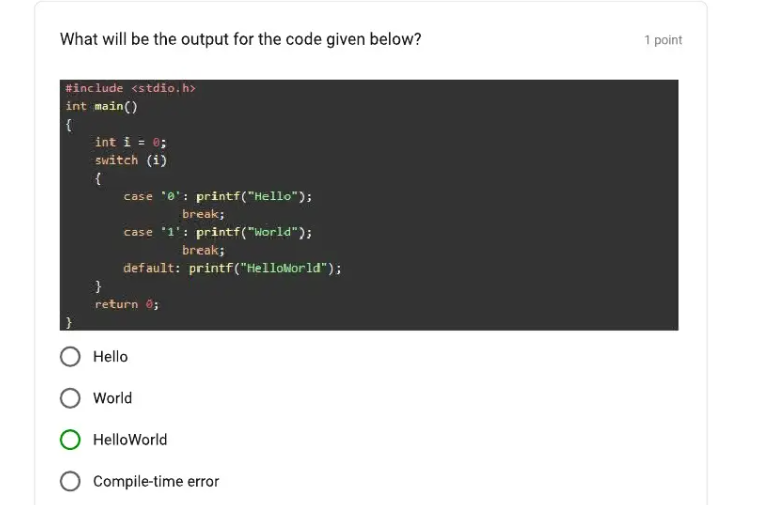 What will be the output for the code given below?
1 point
#include <stdio.h>
int main()
{
    int i = 0;
    switch (i)
    {
        case '0': printf("Hello");
                break;
        case '1': printf("World");
                break;
        default: printf("HelloWorld");
    }
    return 0;
}
Hello
World
HelloWorld
Compile-time error